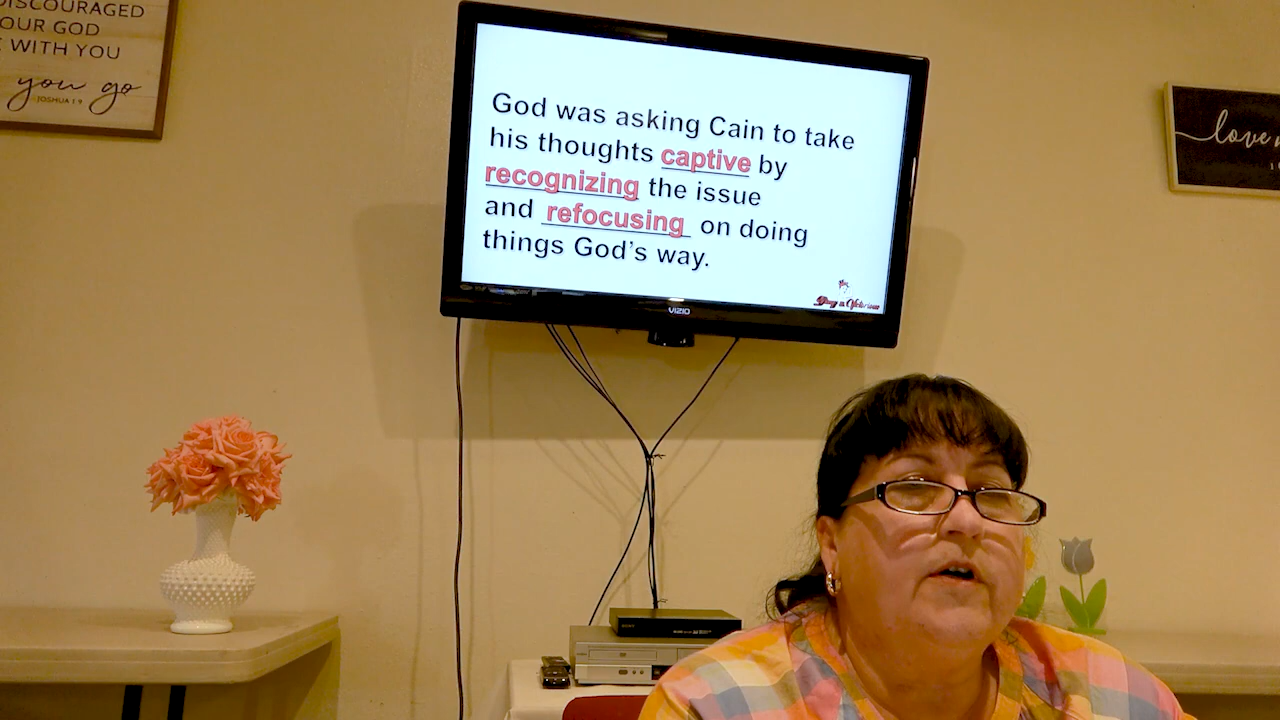 DISCOURAGED
OUR GOD
WITH YOU
you go
JOSHUA 1:9
God was asking Cain to take
his thoughts captive by
recognizing the issue
and refocusing on doing
things God's way.
VIZIO
love
SONY